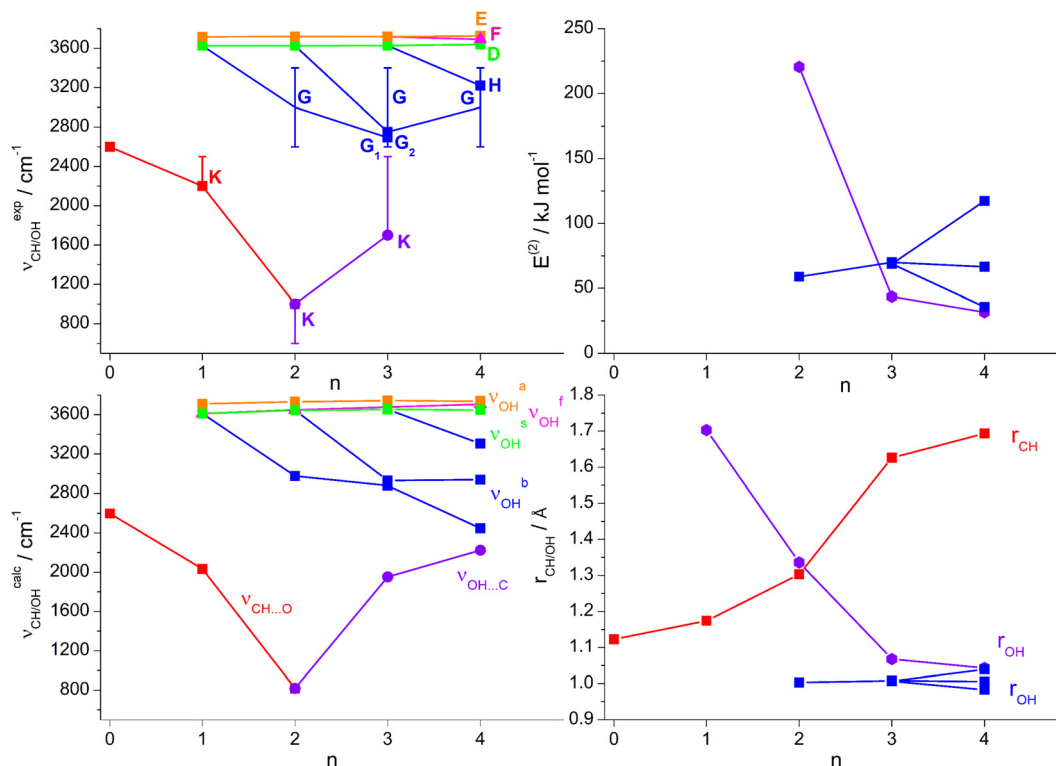 E
3600
F
D
3200
H
G
G
G
2800
G₁
G₂
2400
2000
K
1600
K
1200
K
800
ν_CH/OH^exp / cm⁻¹
0 1 2 3 4
n
250
200
150
100
50
0
E⁽²⁾ / kJ mol⁻¹
0 1 2 3 4
n
3600
3200
2800
2400
2000
1600
1200
800
ν_CH/OH^calc / cm⁻¹
ν_OH^a
ν_OH^f
ν_OH^s
ν_OH^b
ν_OH...C
ν_CH...O
0 1 2 3 4
n
1.8
1.7
1.6
1.5
1.4
1.3
1.2
1.1
1.0
0.9
r_CH/OH / Å
r_CH
r_OH
r_OH
0 1 2 3 4
n